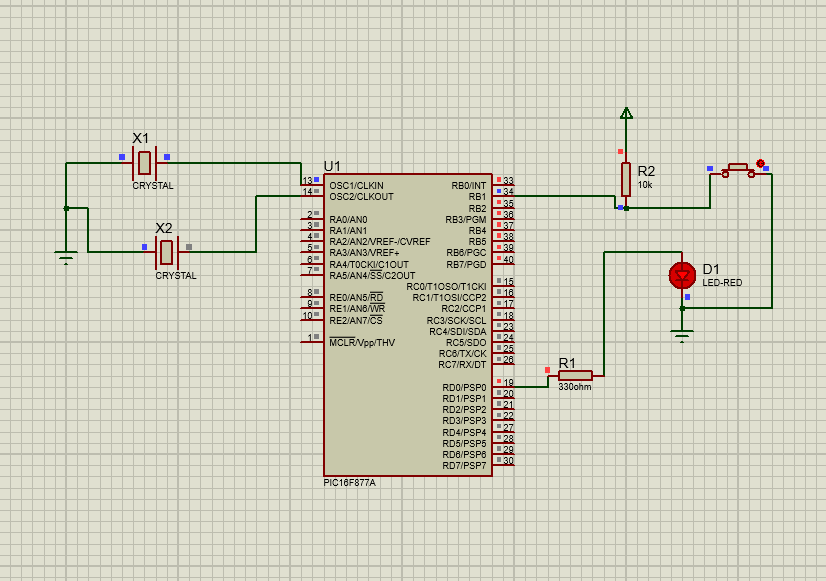 X1
CRYSTAL
X2
CRYSTAL
U1
13 OSC1/CLKIN
14 OSC2/CLKOUT
2 RA0/AN0
3 RA1/AN1
4 RA2/AN2/VREF-/CVREF
5 RA3/AN3/VREF+
6 RA4/T0CKI/C1OUT
7 RA5/AN4/SS/C2OUT
8 RE0/AN5/RD
9 RE1/AN6/WR
10 RE2/AN7/CS
1 MCLR/Vpp/THV
RB0/INT 33
RB1 34
RB2 35
RB3/PGM 36
RB4 37
RB5 38
RB6/PGC 39
RB7/PGD 40
RC0/T1OSO/T1CKI 15
RC1/T1OSI/CCP2 16
RC2/CCP1 17
RC3/SCK/SCL 18
RC4/SDI/SDA 23
RC5/SDO 24
RC6/TX/CK 25
RC7/RX/DT 26
RD0/PSP0 19
RD1/PSP1 20
RD2/PSP2 21
RD3/PSP3 22
RD4/PSP4 27
RD5/PSP5 28
RD6/PSP6 29
RD7/PSP7 30
PIC16F877A
R2
10k
D1
LED-RED
R1
330ohm